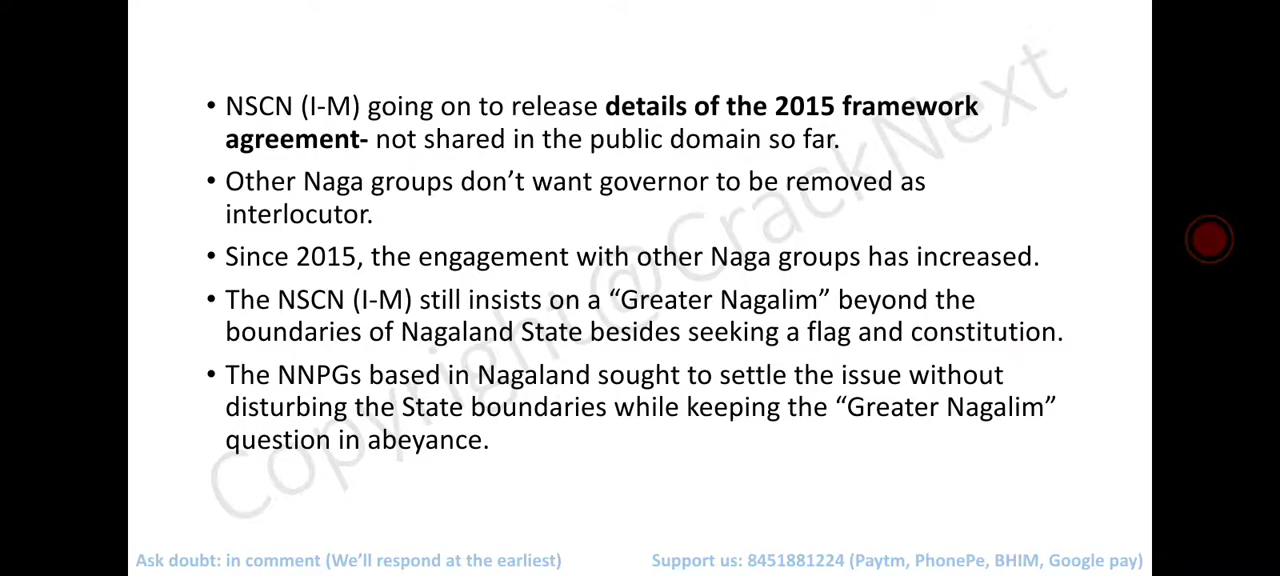 • NSCN (I-M) going on to release details of the 2015 framework
agreement- not shared in the public domain so far.
• Other Naga groups don’t want governor to be removed as
interlocutor.
• Since 2015, the engagement with other Naga groups has increased.
• The NSCN (I-M) still insists on a “Greater Nagalim” beyond the
boundaries of Nagaland State besides seeking a flag and constitution.
• The NNPGs based in Nagaland sought to settle the issue without
disturbing the State boundaries while keeping the “Greater Nagalim”
question in abeyance.
Copyright@CrackNext
Ask doubt: in comment (We’ll respond at the earliest)
Support us: 8451881224 (Paytm, PhonePe, BHIM, Google pay)